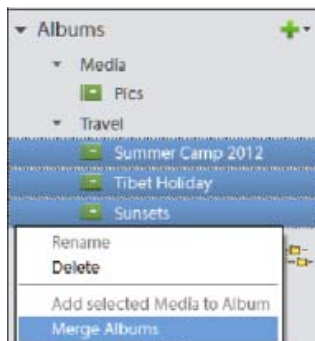 Albums
Media
Pics
Travel
Summer Camp 2012
Tibet Holiday
Sunsets
Rename
Delete
Add selected Media to Album
Merge Albums